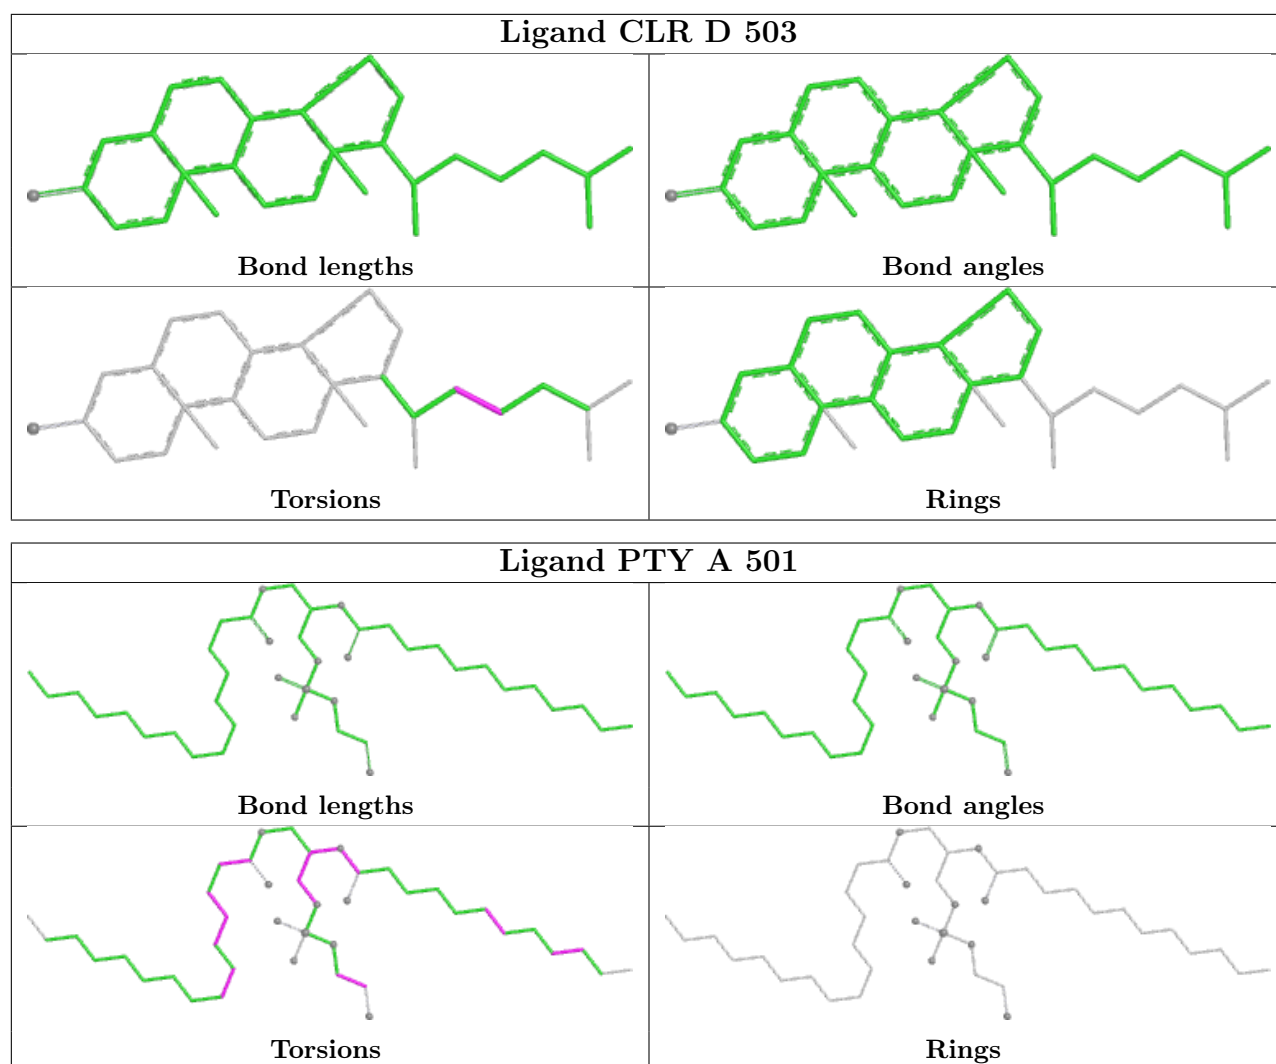 Ligand CLR D 503
Bond lengths
Bond angles
Torsions
Rings
Ligand PTY A 501
Bond lengths
Bond angles
Torsions
Rings